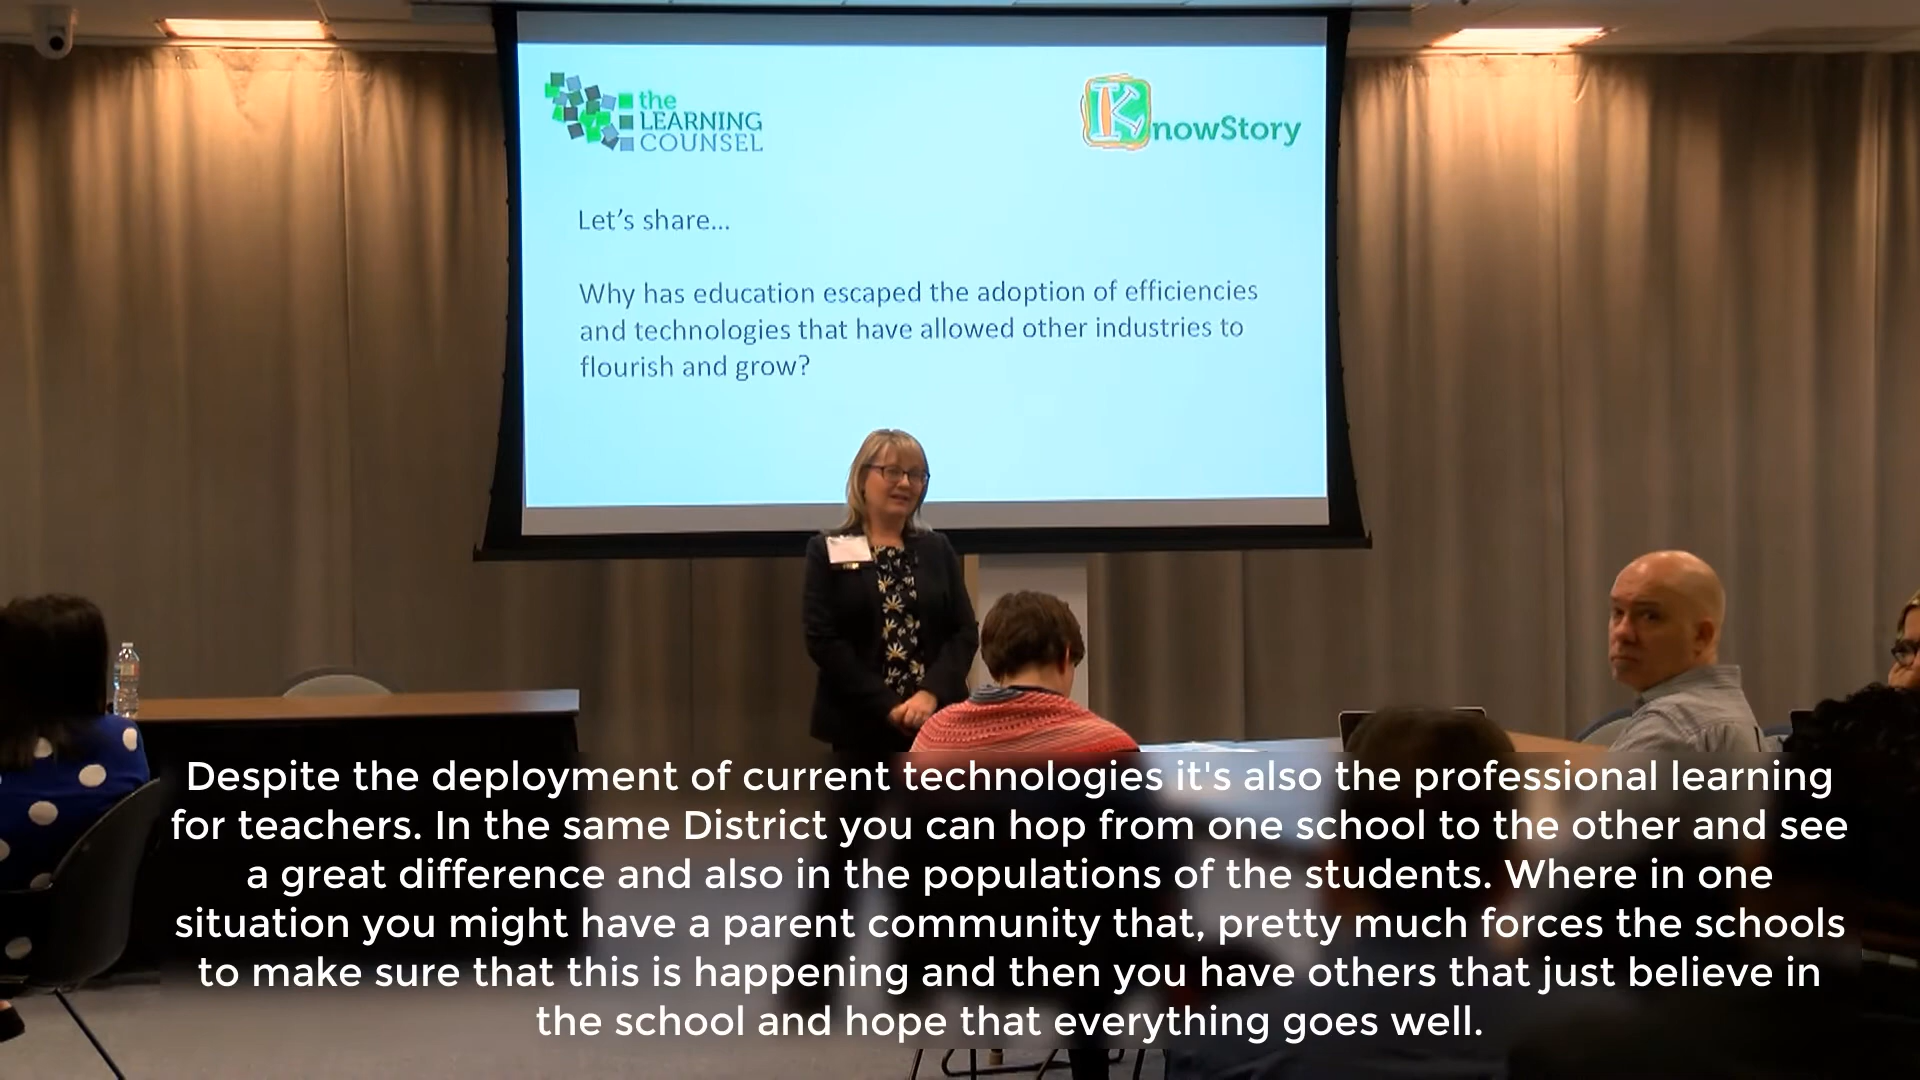 the
LEARNING
COUNSEL
KnowStory
Let's share...
Why has education escaped the adoption of efficiencies
and technologies that have allowed other industries to
flourish and grow?
Despite the deployment of current technologies it's also the professional learning
for teachers. In the same District you can hop from one school to the other and see
a great difference and also in the populations of the students. Where in one
situation you might have a parent community that, pretty much forces the schools
to make sure that this is happening and then you have others that just believe in
the school and hope that everything goes well.